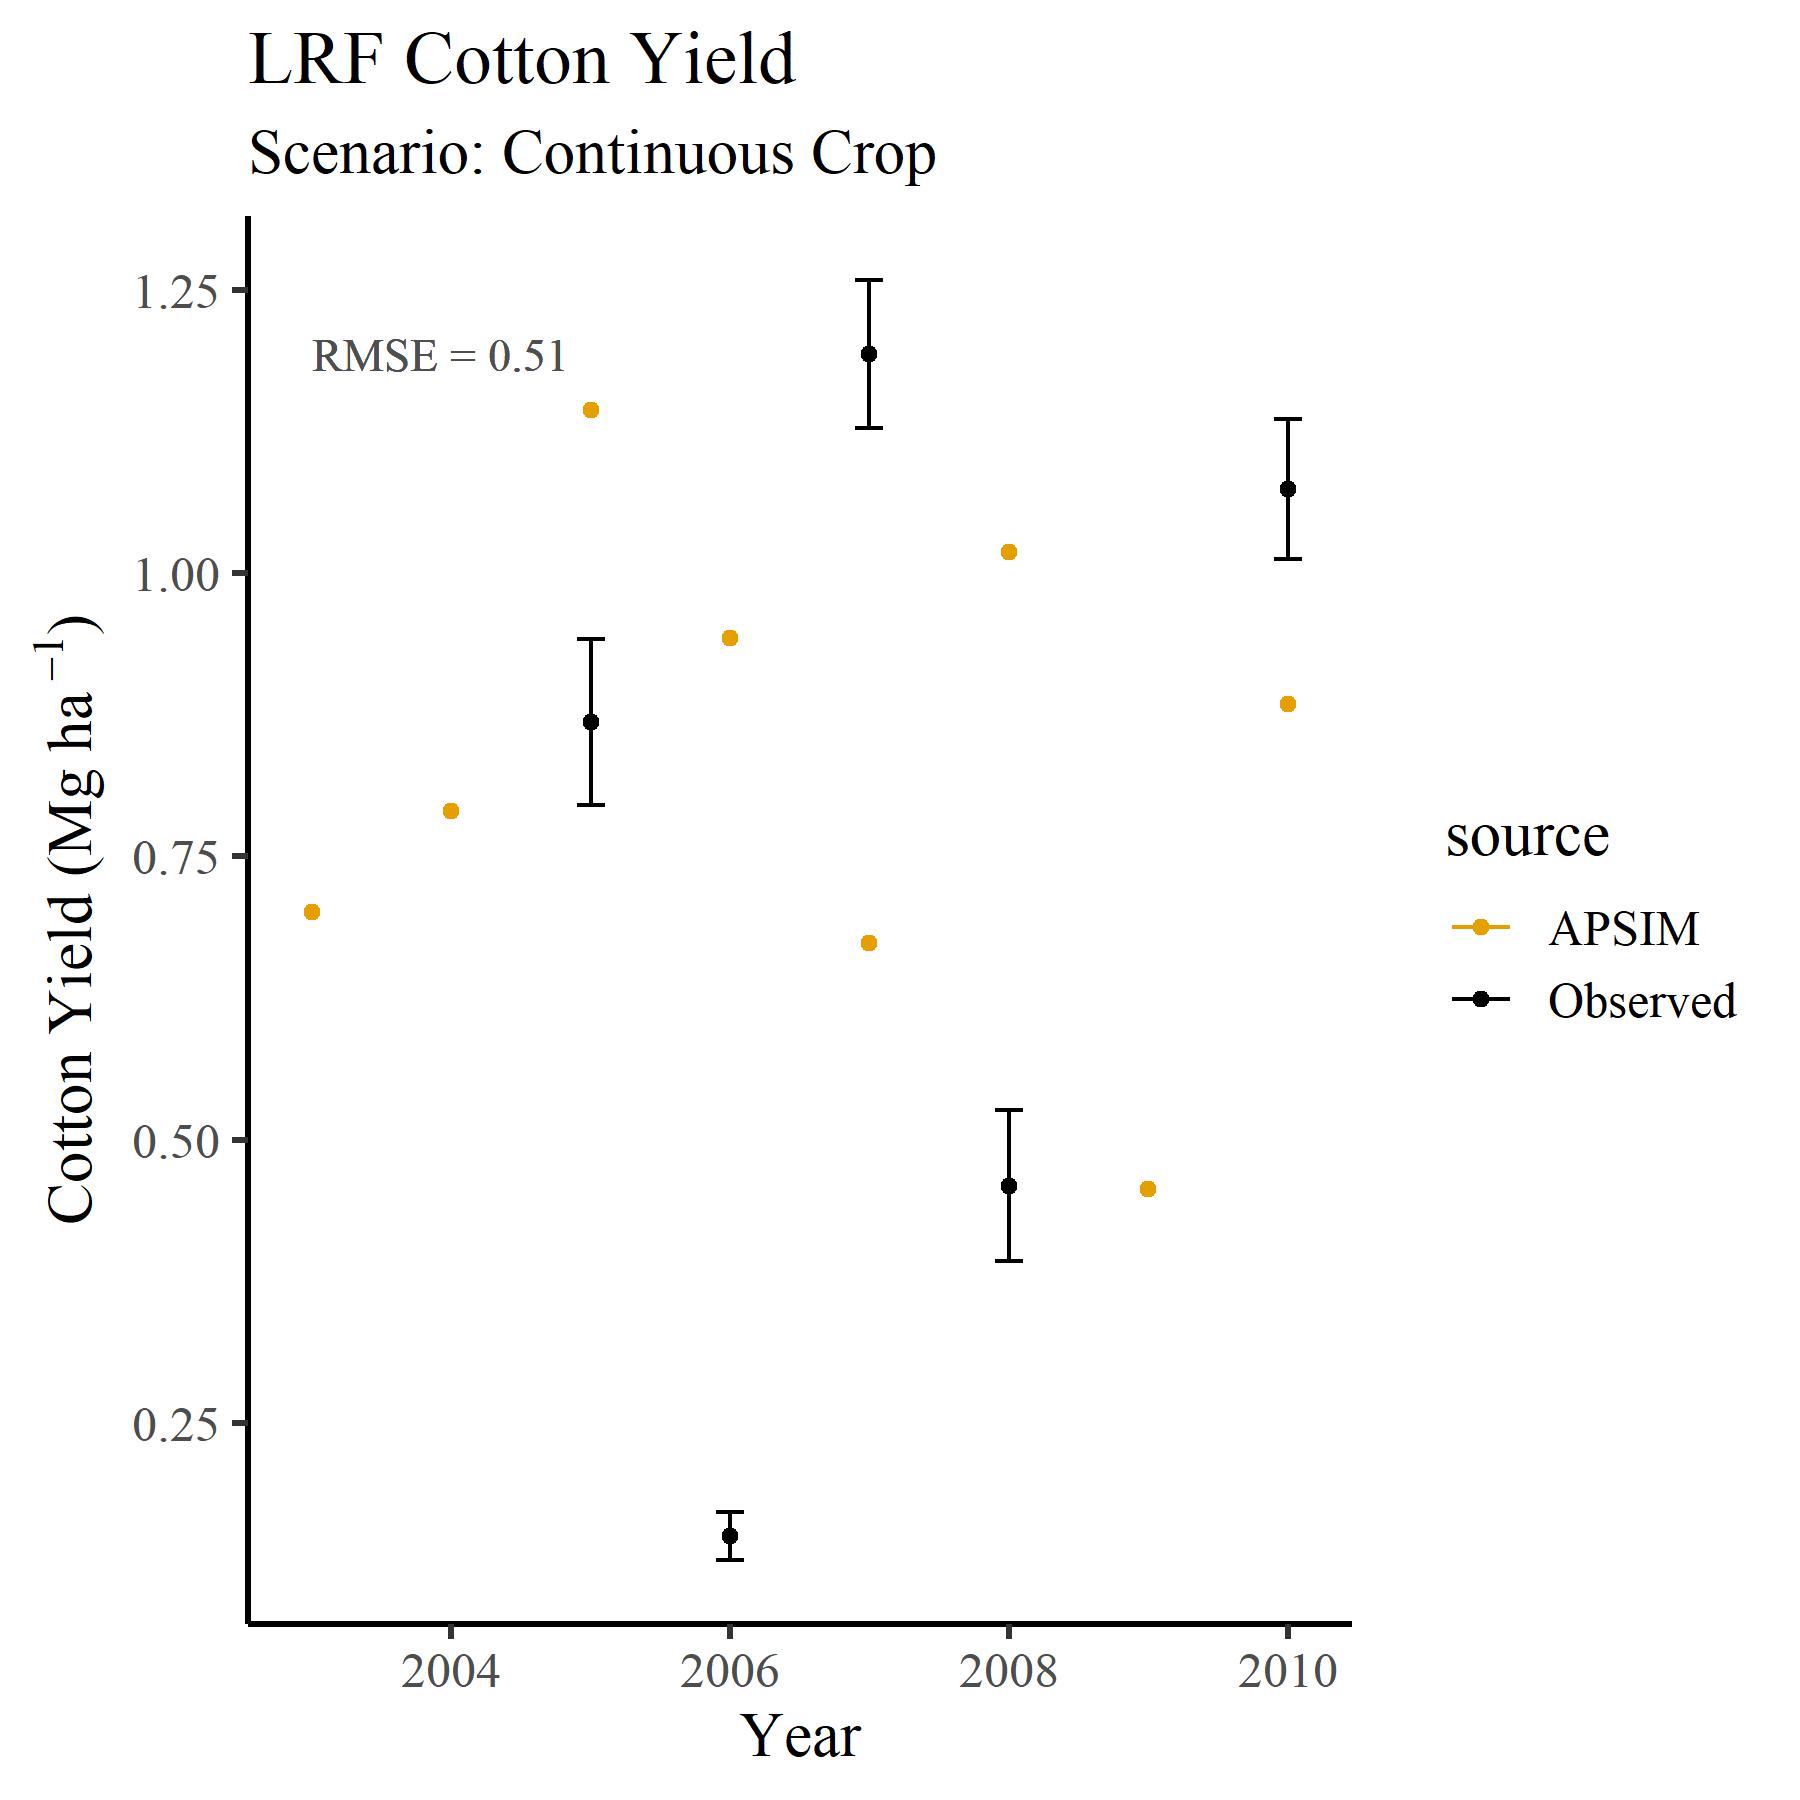 LRF Cotton Yield
Scenario: Continuous Crop
1.25
RMSE = 0.51
1.00
0.75
0.50
0.25
Cotton Yield (Mg ha⁻¹)
2004 2006 2008 2010
Year
source
APSIM
Observed